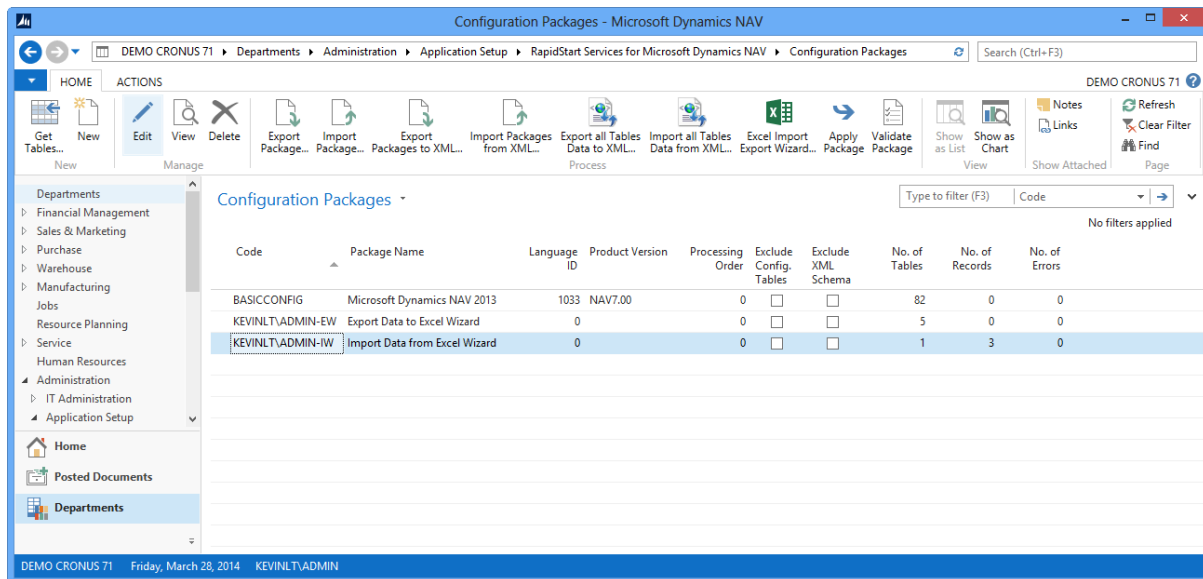 Configuration Packages - Microsoft Dynamics NAV
DEMO CRONUS 71 Departments Administration Application Setup RapidStart Services for Microsoft Dynamics NAV Configuration Packages Search (Ctrl+F3)
HOME ACTIONS DEMO CRONUS 71
Get Tables... New Edit View Delete Export Package... Import Package... Export Packages to XML... Import Packages from XML... Export all Tables Data to XML... Import all Tables Data from XML... Excel Import Export Wizard... Apply Package Validate Package Show as List Show as Chart Notes Links Refresh Clear Filter Find
New Manage Process View Show Attached Page
Departments
Financial Management
Sales & Marketing
Purchase
Warehouse
Manufacturing
Jobs
Resource Planning
Service
Human Resources
Administration
IT Administration
Application Setup
Home
Posted Documents
Departments
Configuration Packages Type to filter (F3) Code
No filters applied
Code Package Name Language ID Product Version Processing Order Exclude Config. Tables Exclude XML Schema No. of Tables No. of Records No. of Errors
BASICCONFIG Microsoft Dynamics NAV 2013 1033 NAV7.00 0 82 0 0
KEVINLT\ADMIN-EW Export Data to Excel Wizard 0 0 5 0 0
KEVINLT\ADMIN-IW Import Data from Excel Wizard 0 0 1 3 0
DEMO CRONUS 71 Friday, March 28, 2014 KEVINLT\ADMIN